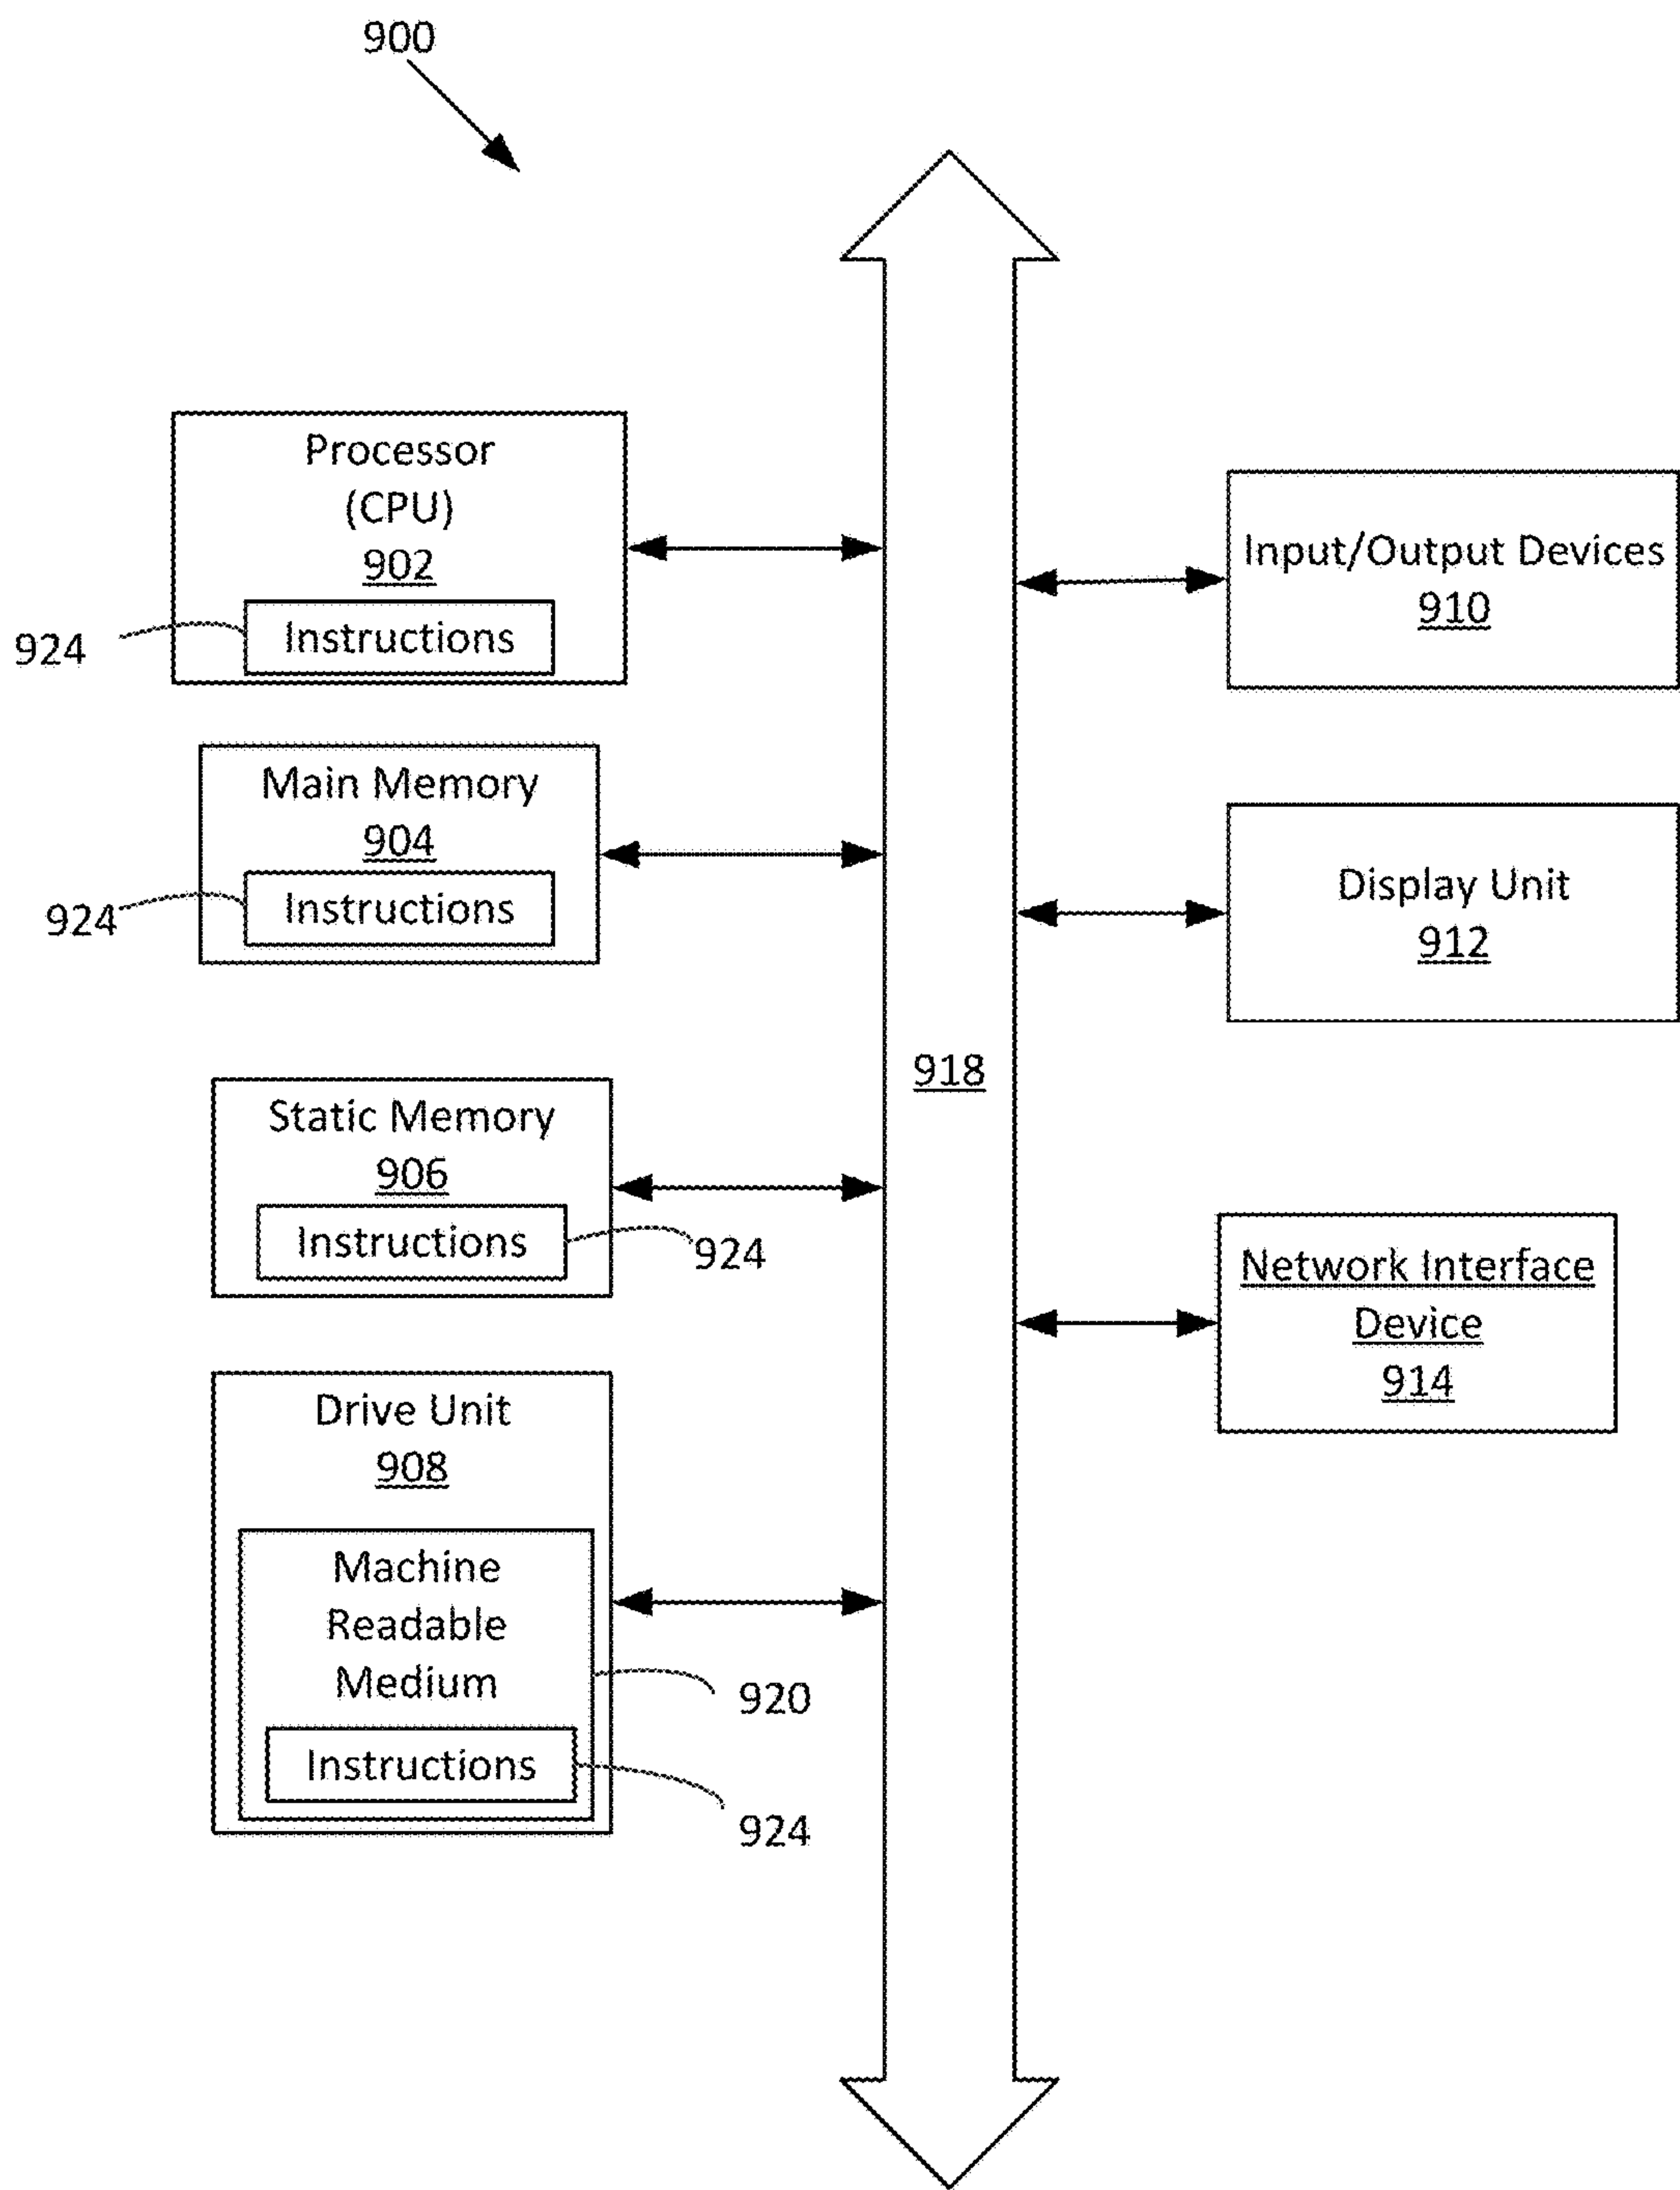 900
Processor
(CPU)
902
Instructions
924
Main Memory
904
Instructions
924
Static Memory
906
Instructions
924
Drive Unit
908
Machine
Readable
Medium
920
Instructions
924
918
Input/Output Devices
910
Display Unit
912
Network Interface
Device
914